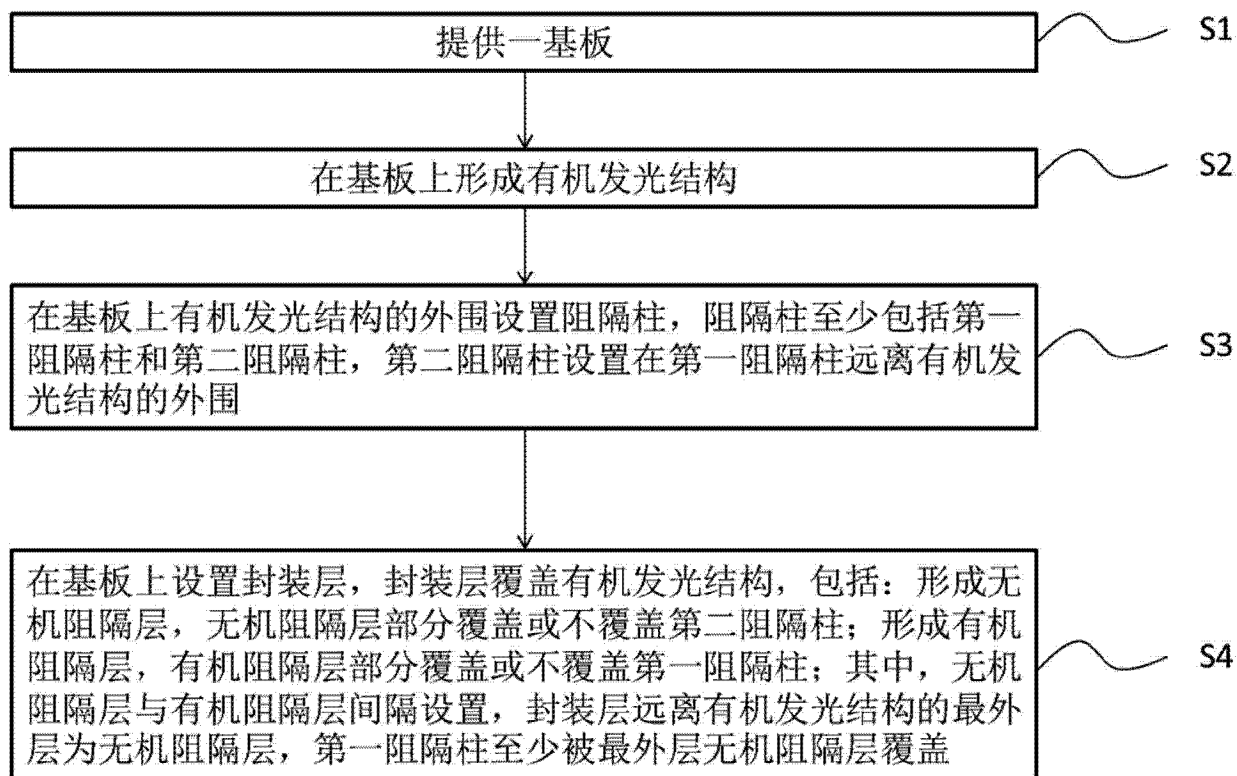 提供一基板
S1
在基板上形成有机发光结构
S2
在基板上有机发光结构的外围设置阻隔柱，阻隔柱至少包括第一
阻隔柱和第二阻隔柱，第二阻隔柱设置在第一阻隔柱远离有机发
光结构的外围
S3
在基板上设置封装层，封装层覆盖有机发光结构，包括：形成无
机阻隔层，无机阻隔层部分覆盖或不覆盖第二阻隔柱；形成有机
阻隔层，有机阻隔层部分覆盖或不覆盖第一阻隔柱；其中，无机
阻隔层与有机阻隔层间隔设置，封装层远离有机发光结构的最外
层为无机阻隔层，第一阻隔柱至少被最外层无机阻隔层覆盖
S4